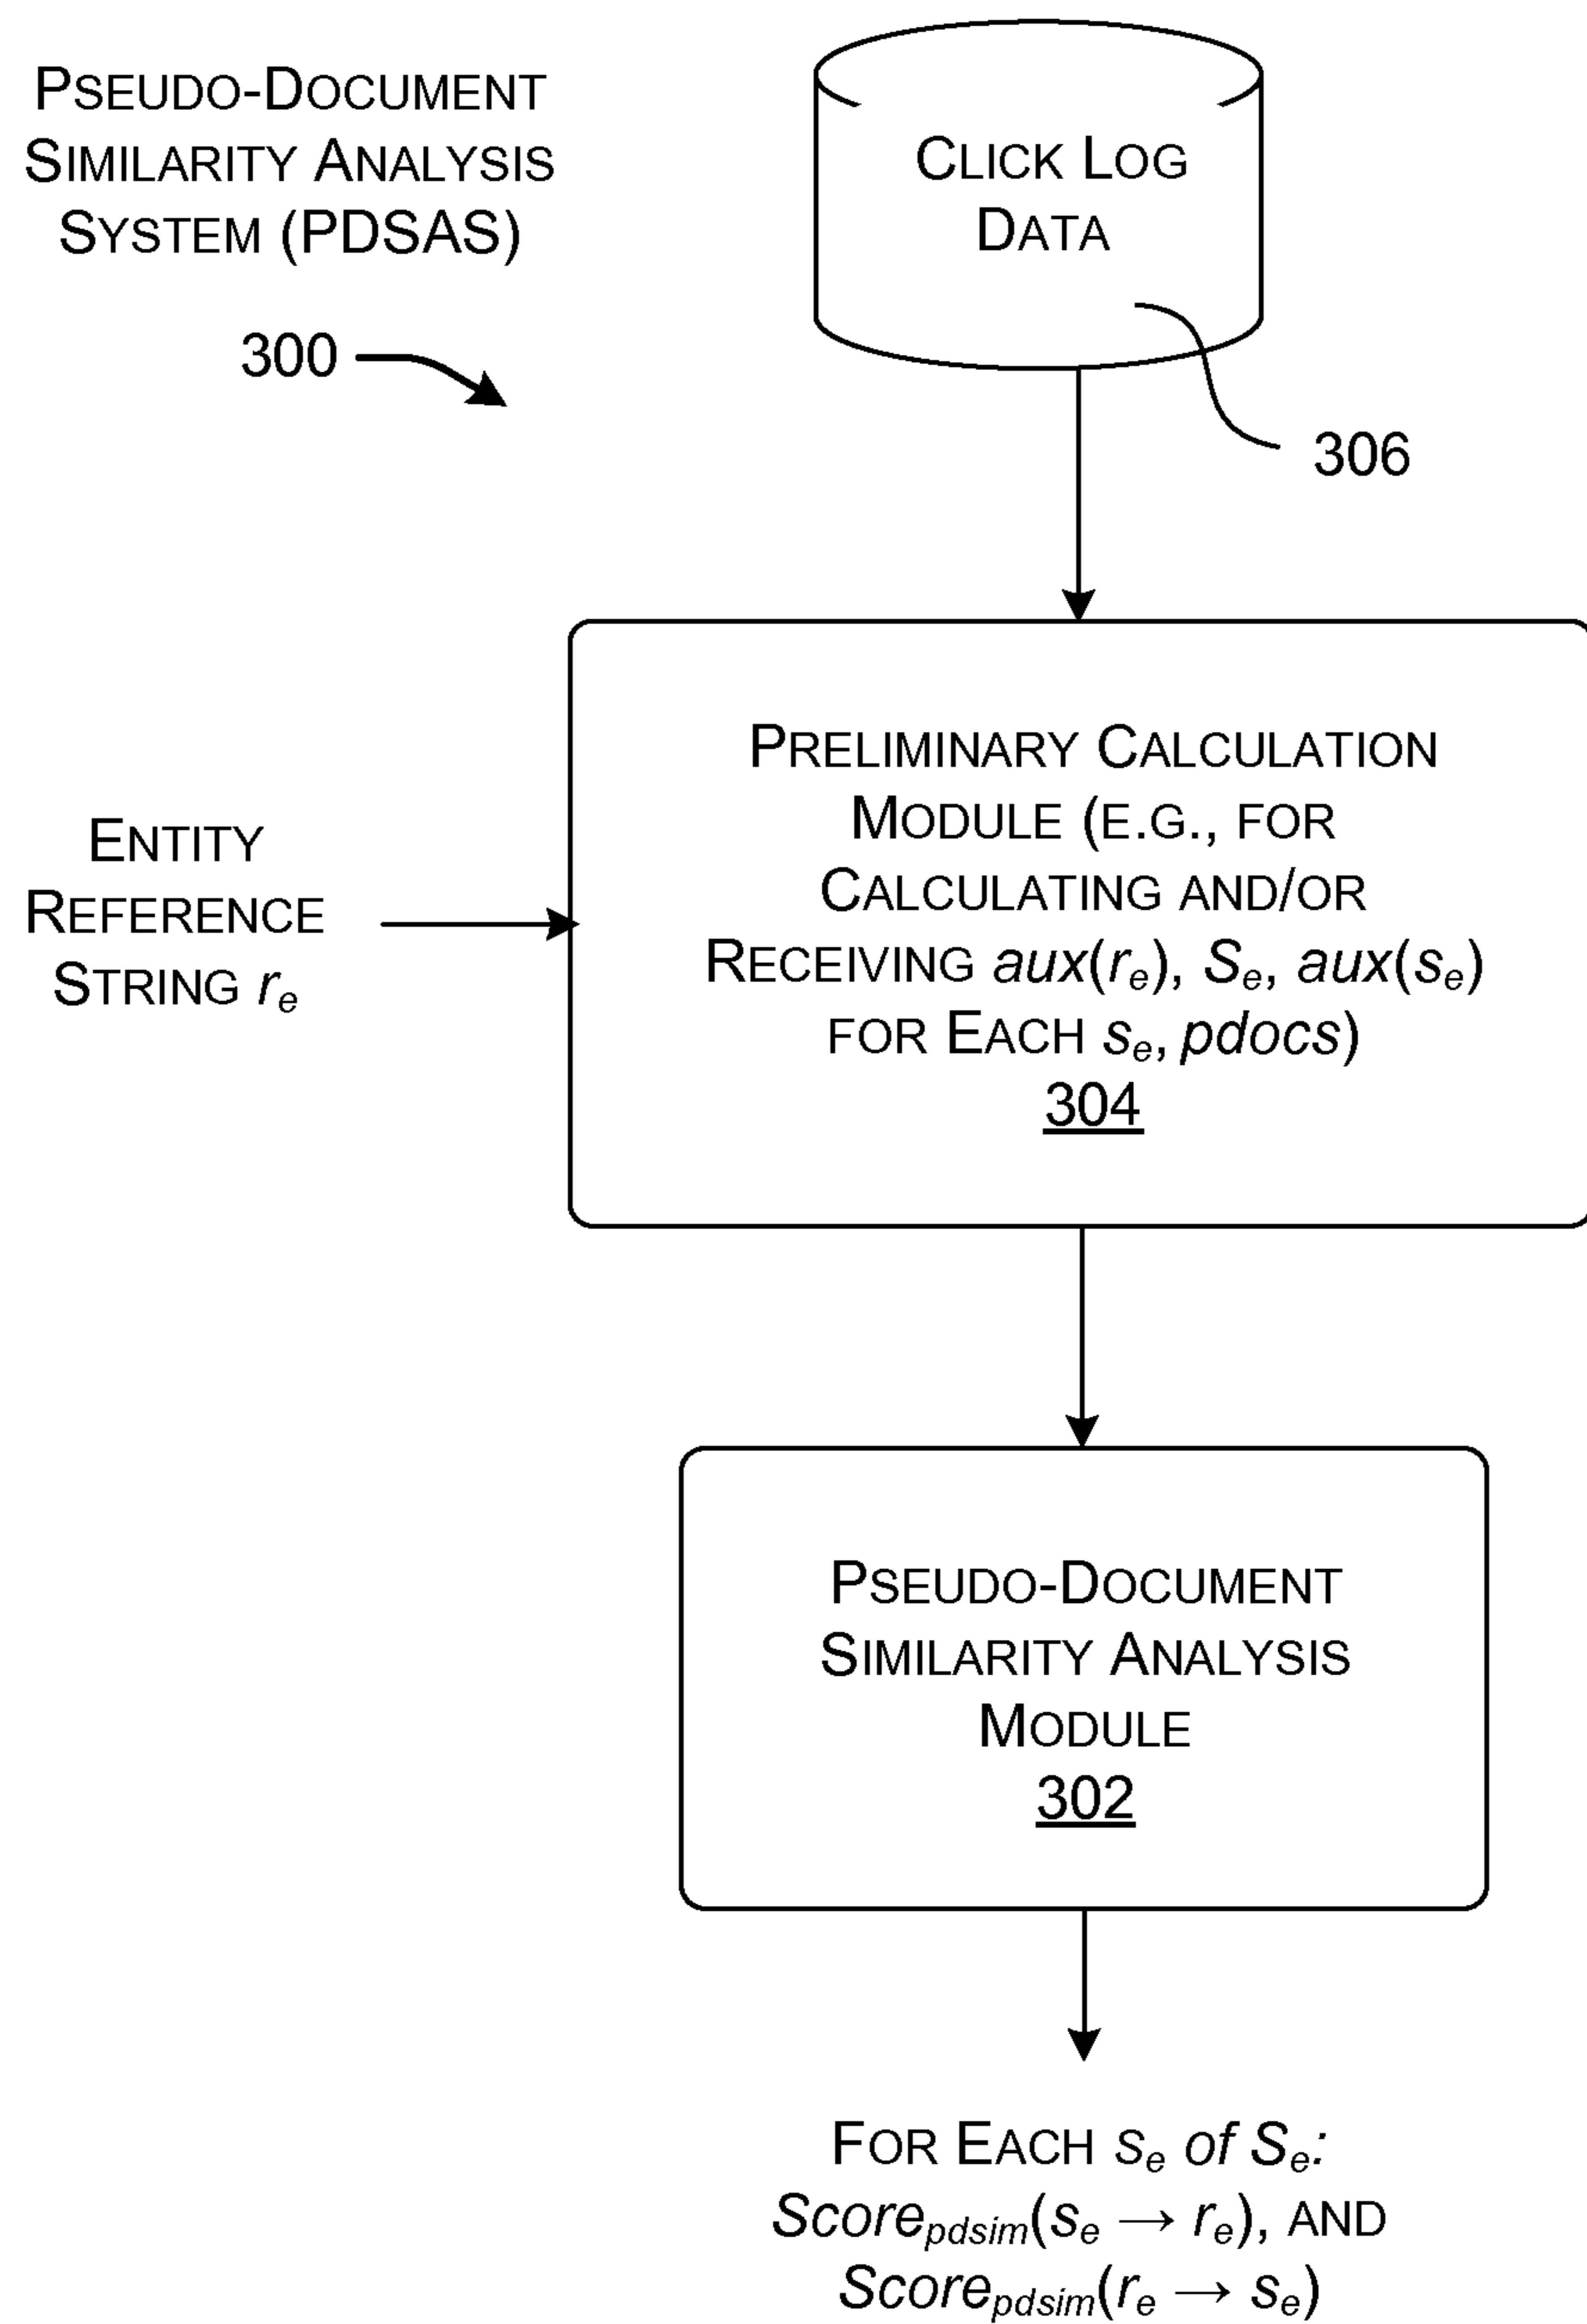 PSEUDO-DOCUMENT
SIMILARITY ANALYSIS
SYSTEM (PDSAS)
300
CLICK LOG
DATA
306
ENTITY
REFERENCE
STRING rₑ
PRELIMINARY CALCULATION
MODULE (E.G., FOR
CALCULATING AND/OR
RECEIVING aux(rₑ), Sₑ, aux(sₑ)
FOR EACH sₑ, pdocs)
304
PSEUDO-DOCUMENT
SIMILARITY ANALYSIS
MODULE
302
FOR EACH sₑ of Sₑ:
Score_pdsim(sₑ → rₑ), AND
Score_pdsim(rₑ → sₑ)